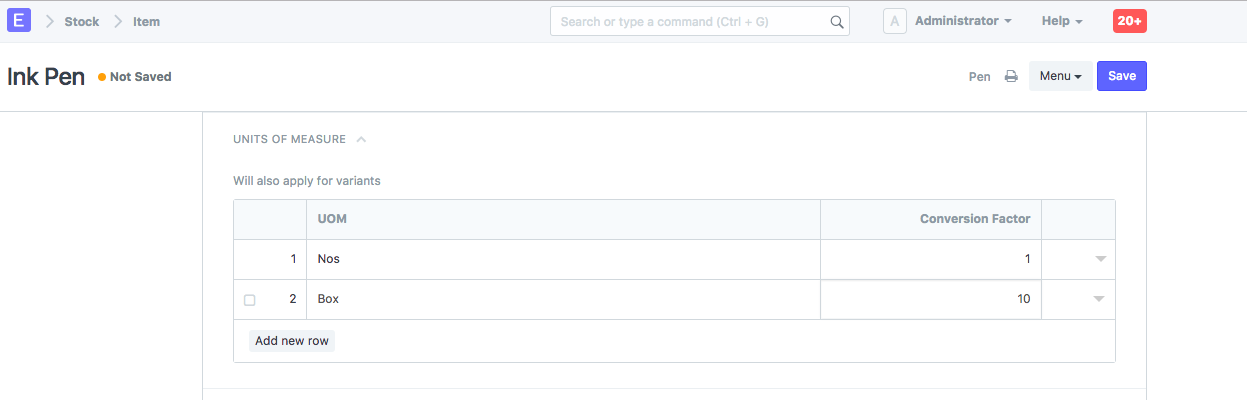 E Stock Item Search or type a command (Ctrl + G) A Administrator Help 20+
Ink Pen Not Saved Pen Menu Save
UNITS OF MEASURE
Will also apply for variants
UOM Conversion Factor
1 Nos 1
2 Box 10
Add new row